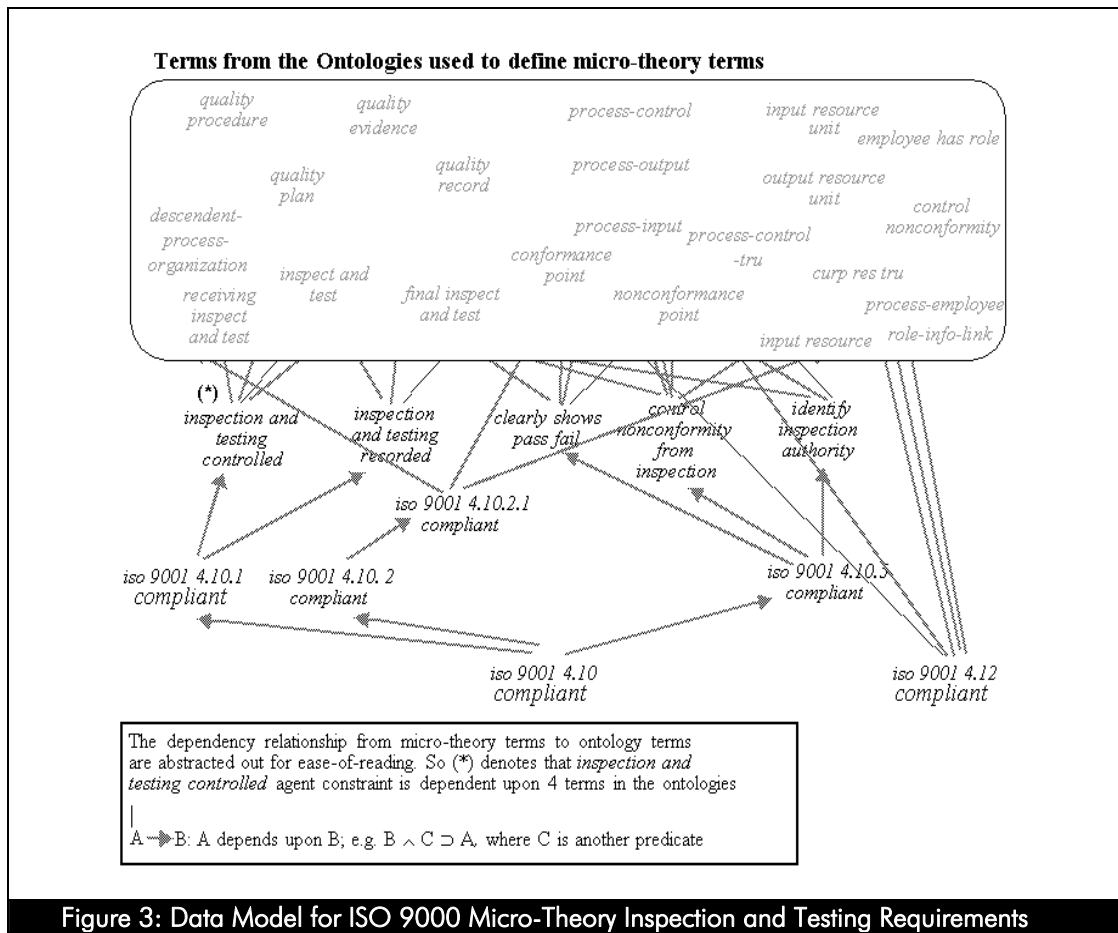 Terms from the Ontologies used to define micro-theory terms
quality
procedure
quality
evidence
process-control
input resource
unit
employee has role
quality
plan
quality
record
process-output
output resource
unit
control
nonconformity
descendent-
process-
organization
process-input
process-control
-tru
conformance
point
inspect and
test
curp res tru
receiving
inspect
and test
final inspect
and test
nonconformance
point
process-employee
input resource
role-info-link
(*)
inspection and
testing
controlled
inspection
and testing
recorded
clearly shows
pass fail
control
nonconformity
from
inspection
identify
inspection
authority
iso 9001 4.10.2.1
compliant
iso 9001 4.10.1
compliant
iso 9001 4.10. 2
compliant
iso 9001 4.10.5
compliant
iso 9001 4.10
compliant
iso 9001 4.12
compliant
The dependency relationship from micro-theory terms to ontology terms
are abstracted out for ease-of-reading. So (*) denotes that inspection and
testing controlled agent constraint is dependent upon 4 terms in the ontologies
A → B: A depends upon B; e.g. B ∧ C ⊃ A, where C is another predicate
Figure 3: Data Model for ISO 9000 Micro-Theory Inspection and Testing Requirements